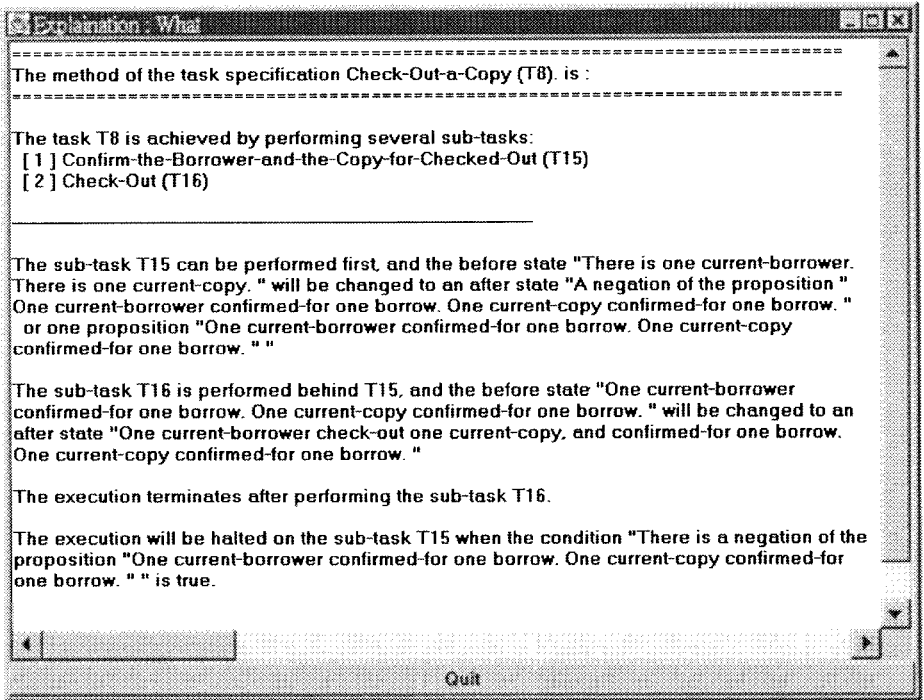 Explaination : What
==============================================================================
The method of the task specification Check-Out-a-Copy (T8). is :
==============================================================================
The task T8 is achieved by performing several sub-tasks:
[ 1 ] Confirm-the-Borrower-and-the-Copy-for-Checked-Out (T15)
[ 2 ] Check-Out (T16)
The sub-task T15 can be performed first, and the before state "There is one current-borrower.
There is one current-copy. " will be changed to an after state "A negation of the proposition "
One current-borrower confirmed-for one borrow. One current-copy confirmed-for one borrow. "
or one proposition "One current-borrower confirmed-for one borrow. One current-copy
confirmed-for one borrow. " "
The sub-task T16 is performed behind T15, and the before state "One current-borrower
confirmed-for one borrow. One current-copy confirmed-for one borrow. " will be changed to an
after state "One current-borrower check-out one current-copy, and confirmed-for one borrow.
One current-copy confirmed-for one borrow. "
The execution terminates after performing the sub-task T16.
The execution will be halted on the sub-task T15 when the condition "There is a negation of the
proposition "One current-borrower confirmed-for one borrow. One current-copy confirmed-for
one borrow. " " is true.
Quit